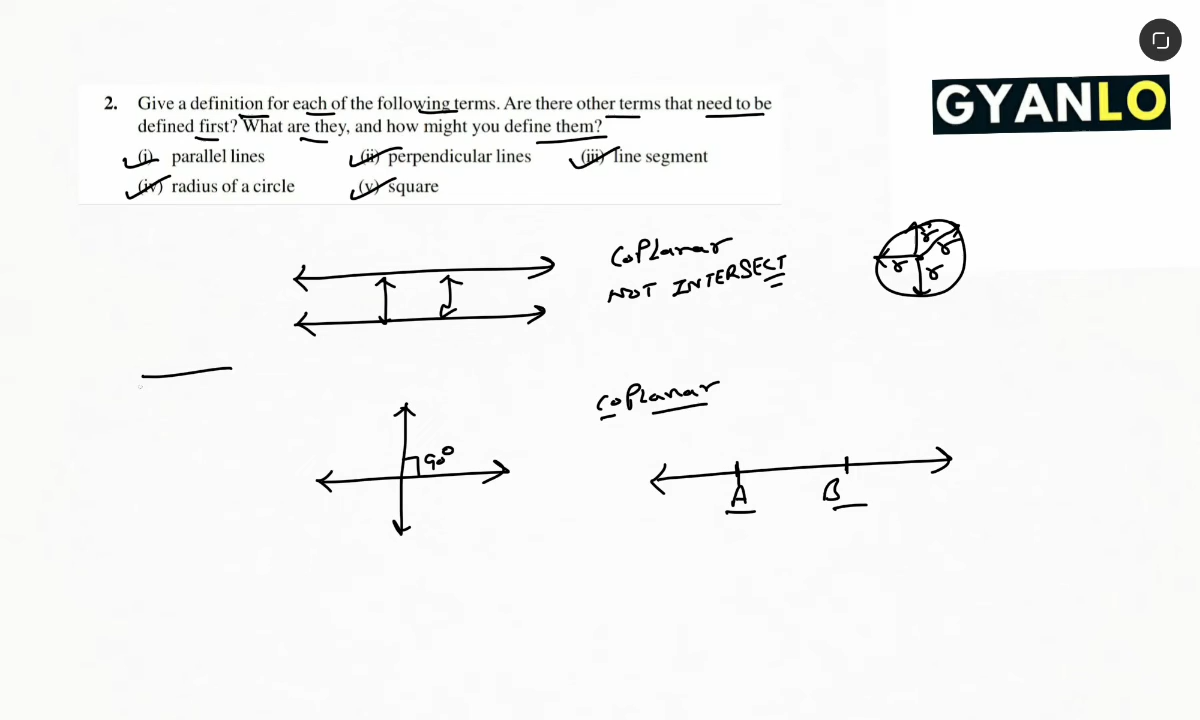 GYANLO
2. Give a definition for each of the following terms. Are there other terms that need to be
defined first? What are they, and how might you define them?
(i) parallel lines (ii) perpendicular lines (iii) line segment
(iv) radius of a circle (v) square
CoPlanar
NOT INTERSECT
r r r r
CoPlanar
90°
A B